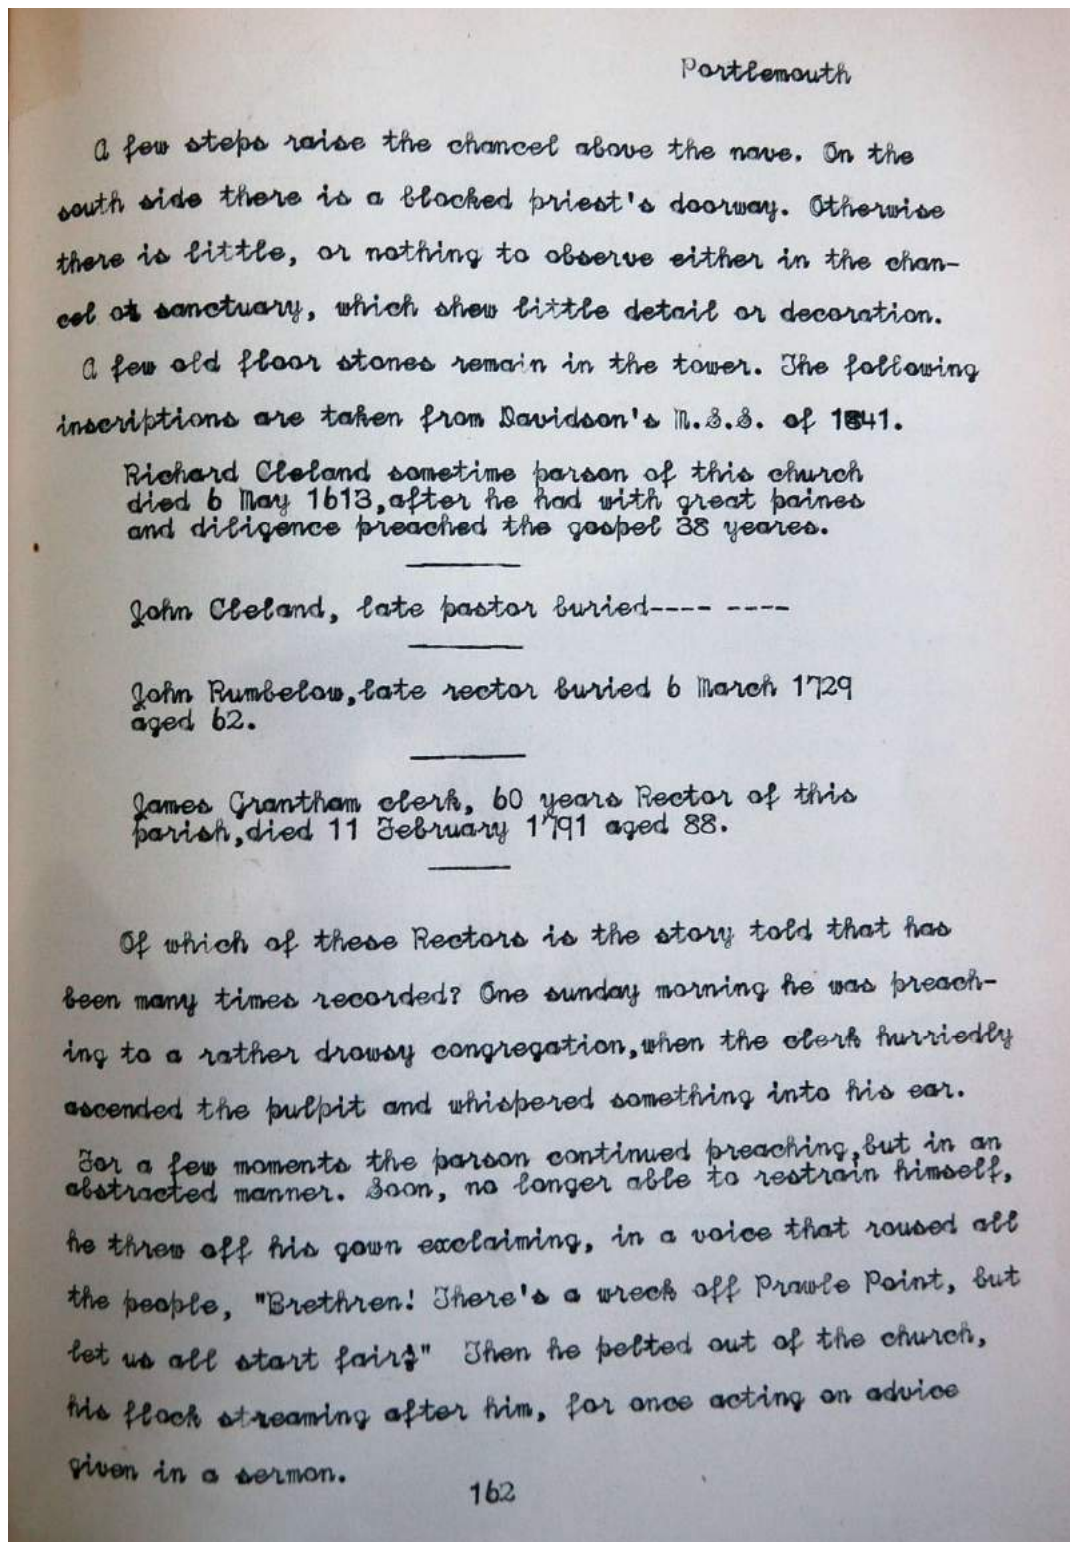 Portlemouth
A few steps raise the chancel above the nave. On the
south side there is a blocked priest's doorway. Otherwise
there is little, or nothing to observe either in the chan-
cel ot sanctuary, which shew little detail or decoration.
A few old floor stones remain in the tower. The following
inscriptions are taken from Davidson's M.S.S. of 1841.
Richard Cleland sometime parson of this church
died 6 May 1613,after he had with great paines
and diligence preached the gospel 38 yeares.
John Cleland, late pastor buried---- ----
John Rumbelow,late rector buried 6 March 1729
aged 62.
James Grantham clerk, 60 years Rector of this
parish,died 11 February 1791 aged 88.
Of which of these Rectors is the story told that has
been many times recorded? One sunday morning he was preach-
ing to a rather drowsy congregation,when the clerk hurriedly
ascended the pulpit and whispered something into his ear.
For a few moments the parson continued preaching,but in an
abstracted manner. Soon, no longer able to restrain himself,
he threw off his gown exclaiming, in a voice that roused all
the people, "Brethren! There's a wreck off Prawle Point, but
let us all start fair!" Then he pelted out of the church,
his flock streaming after him, for once acting on advice
given in a sermon.
162